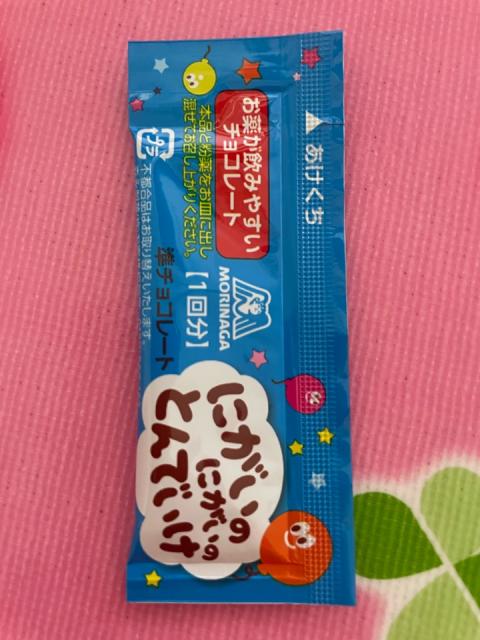 あけくち
お薬が飲みやすい
チョコレート
本品と粉薬をお皿に出し
混ぜてお召し上がりください。
プラ
不都合品はお取り替えいたします。
MORINAGA
【1回分】
準チョコレート
にがいの
にがいの
とんでいけ